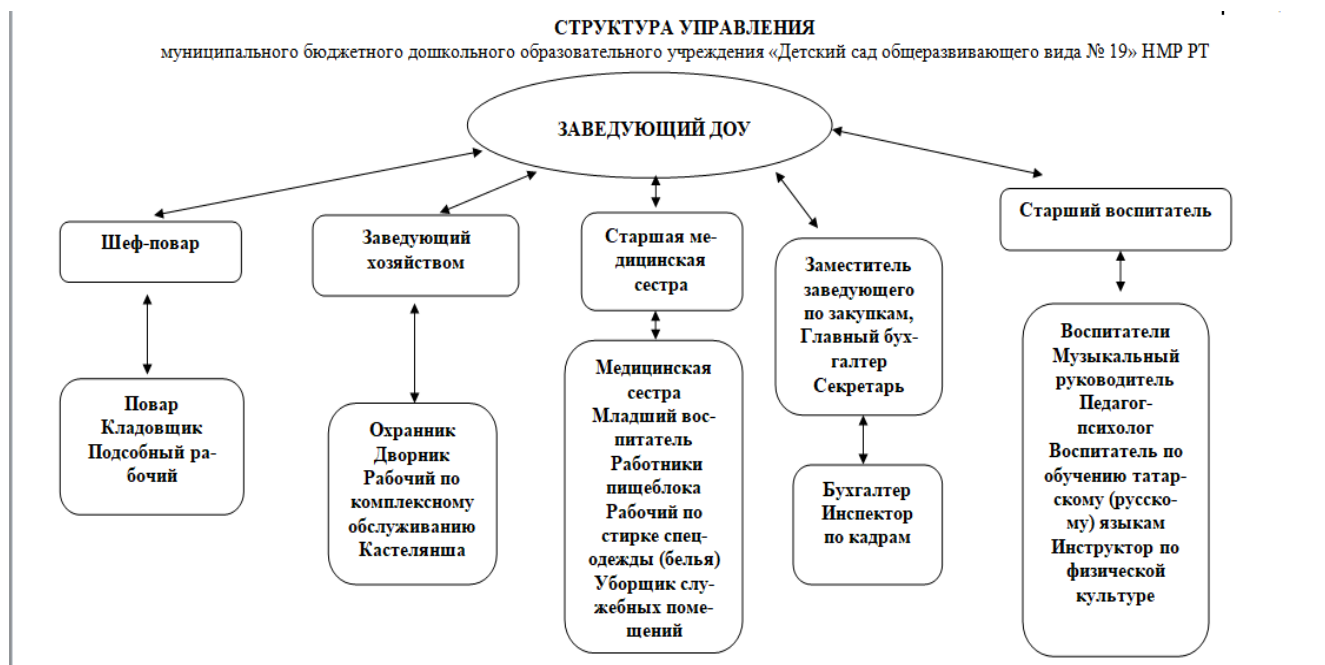 СТРУКТУРА УПРАВЛЕНИЯ
муниципального бюджетного дошкольного образовательного учреждения «Детский сад общеразвивающего вида № 19» НМР РТ
ЗАВЕДУЮЩИЙ ДОУ
Шеф-повар
Заведующий
хозяйством
Старшая ме-
дицинская
сестра
Заместитель
заведующего
по закупкам,
Главный бух-
галтер
Секретарь
Старший воспитатель
Повар
Кладовщик
Подсобный ра-
бочий
Охранник
Дворник
Рабочий по
комплексному
обслуживанию
Кастелянша
Медицинская
сестра
Младший вос-
питатель
Работники
пищеблока
Рабочий по
стирке спец-
одежды (белья)
Уборщик слу-
жебных поме-
щений
Бухгалтер
Инспектор
по кадрам
Воспитатели
Музыкальный
руководитель
Педагог-
психолог
Воспитатель по
обучению татар-
скому (русско-
му) языкам
Инструктор по
физической
культуре